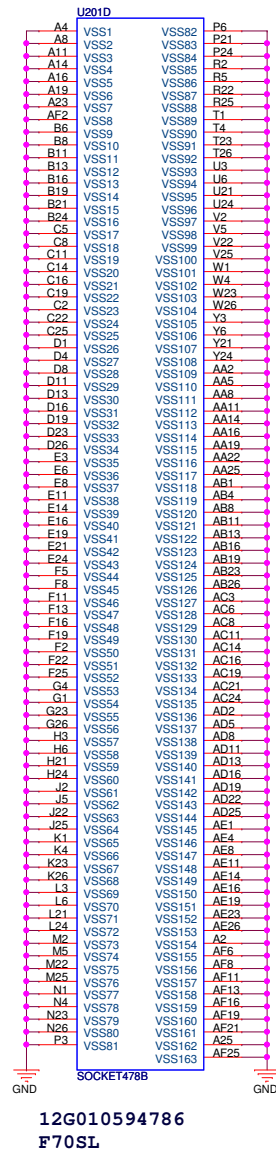 U201D
A4 VSS1 VSS82 P6
A8 VSS2 VSS83 P21
A11 VSS3 VSS84 P24
A14 VSS4 VSS85 R2
A16 VSS5 VSS86 R5
A19 VSS6 VSS87 R22
A23 VSS7 VSS88 R25
AF2 VSS8 VSS89 T1
B6 VSS9 VSS90 T4
B8 VSS10 VSS91 T23
B11 VSS11 VSS92 T26
B13 VSS12 VSS93 U3
B16 VSS13 VSS94 U6
B19 VSS14 VSS95 U21
B21 VSS15 VSS96 U24
B24 VSS16 VSS97 V2
C5 VSS17 VSS98 V5
C8 VSS18 VSS99 V22
C11 VSS19 VSS100 V25
C14 VSS20 VSS101 W1
C16 VSS21 VSS102 W4
C19 VSS22 VSS103 W23
C2 VSS23 VSS104 W26
C22 VSS24 VSS105 Y3
C25 VSS25 VSS106 Y6
D1 VSS26 VSS107 Y21
D4 VSS27 VSS108 Y24
D8 VSS28 VSS109 AA2
D11 VSS29 VSS110 AA5
D13 VSS30 VSS111 AA8
D16 VSS31 VSS112 AA11
D19 VSS32 VSS113 AA14
D23 VSS33 VSS114 AA16
D26 VSS34 VSS115 AA19
E3 VSS35 VSS116 AA22
E6 VSS36 VSS117 AA25
E8 VSS37 VSS118 AB1
E11 VSS38 VSS119 AB4
E14 VSS39 VSS120 AB8
E16 VSS40 VSS121 AB11
E19 VSS41 VSS122 AB13
E21 VSS42 VSS123 AB16
E24 VSS43 VSS124 AB19
F5 VSS44 VSS125 AB23
F8 VSS45 VSS126 AB26
F11 VSS46 VSS127 AC3
F13 VSS47 VSS128 AC6
F16 VSS48 VSS129 AC8
F19 VSS49 VSS130 AC11
F2 VSS50 VSS131 AC14
F22 VSS51 VSS132 AC16
F25 VSS52 VSS133 AC19
G4 VSS53 VSS134 AC21
G1 VSS54 VSS135 AC24
G23 VSS55 VSS136 AD2
G26 VSS56 VSS137 AD5
H3 VSS57 VSS138 AD8
H6 VSS58 VSS139 AD11
H21 VSS59 VSS140 AD13
H24 VSS60 VSS141 AD16
J2 VSS61 VSS142 AD19
J5 VSS62 VSS143 AD22
J22 VSS63 VSS144 AD25
J25 VSS64 VSS145 AE1
K1 VSS65 VSS146 AE4
K4 VSS66 VSS147 AE8
K23 VSS67 VSS148 AE11
K26 VSS68 VSS149 AE14
L3 VSS69 VSS150 AE16
L6 VSS70 VSS151 AE19
L21 VSS71 VSS152 AE23
L24 VSS72 VSS153 AE26
M2 VSS73 VSS154 A2
M5 VSS74 VSS155 AF6
M22 VSS75 VSS156 AF8
M25 VSS76 VSS157 AF11
N1 VSS77 VSS158 AF13
N4 VSS78 VSS159 AF16
N23 VSS79 VSS160 AF19
N26 VSS80 VSS161 AF21
P3 VSS81 VSS162 A25
VSS163 AF25
SOCKET478B
GND GND
12G010594786
F70SL